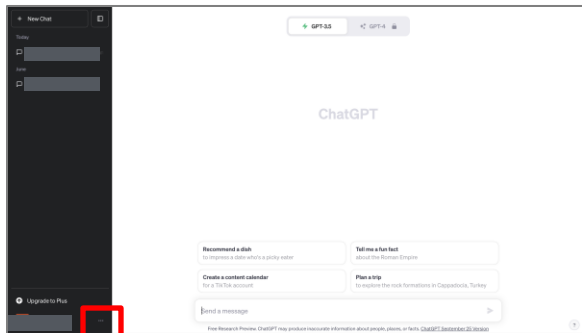 + New Chat
Today
June
Upgrade to Plus
GPT-3.5
GPT-4
ChatGPT
Recommend a dish
to impress a date who's a picky eater
Tell me a fun fact
about the Roman Empire
Create a content calendar
for a TikTok account
Plan a trip
to explore the rock formations in Cappadocia, Turkey
Send a message
Free Research Preview. ChatGPT may produce inaccurate information about people, places, or facts. ChatGPT September 25 Version
?